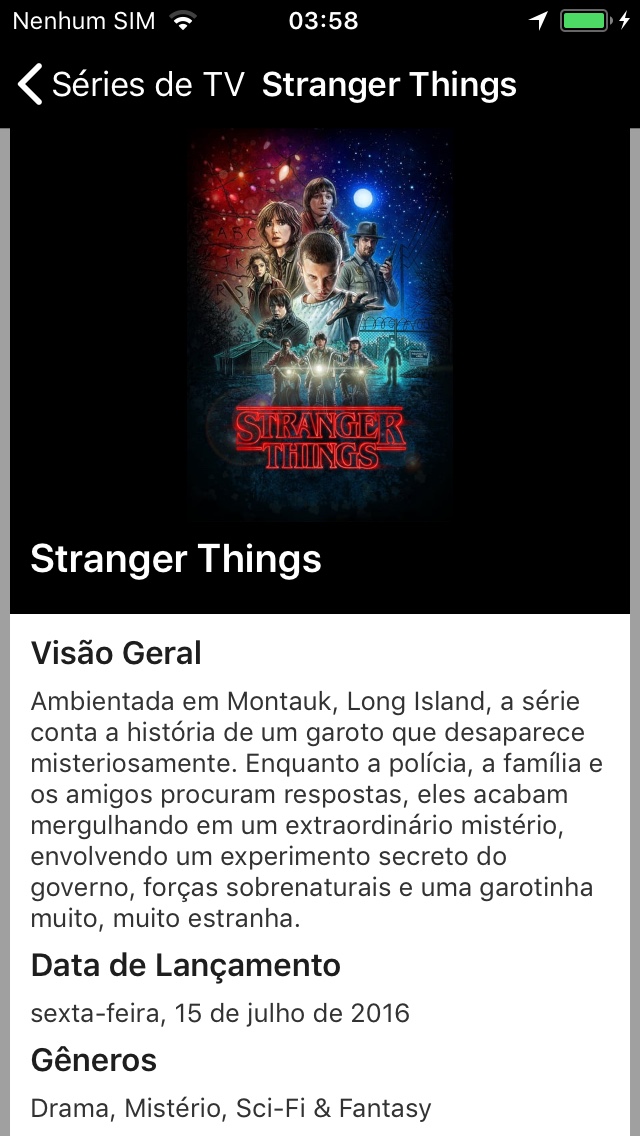 Nenhum SIM 03:58
Séries de TV Stranger Things
STRANGER
THINGS
Stranger Things
Visão Geral
Ambientada em Montauk, Long Island, a série
conta a história de um garoto que desaparece
misteriosamente. Enquanto a polícia, a família e
os amigos procuram respostas, eles acabam
mergulhando em um extraordinário mistério,
envolvendo um experimento secreto do
governo, forças sobrenaturais e uma garotinha
muito, muito estranha.
Data de Lançamento
sexta-feira, 15 de julho de 2016
Gêneros
Drama, Mistério, Sci-Fi & Fantasy